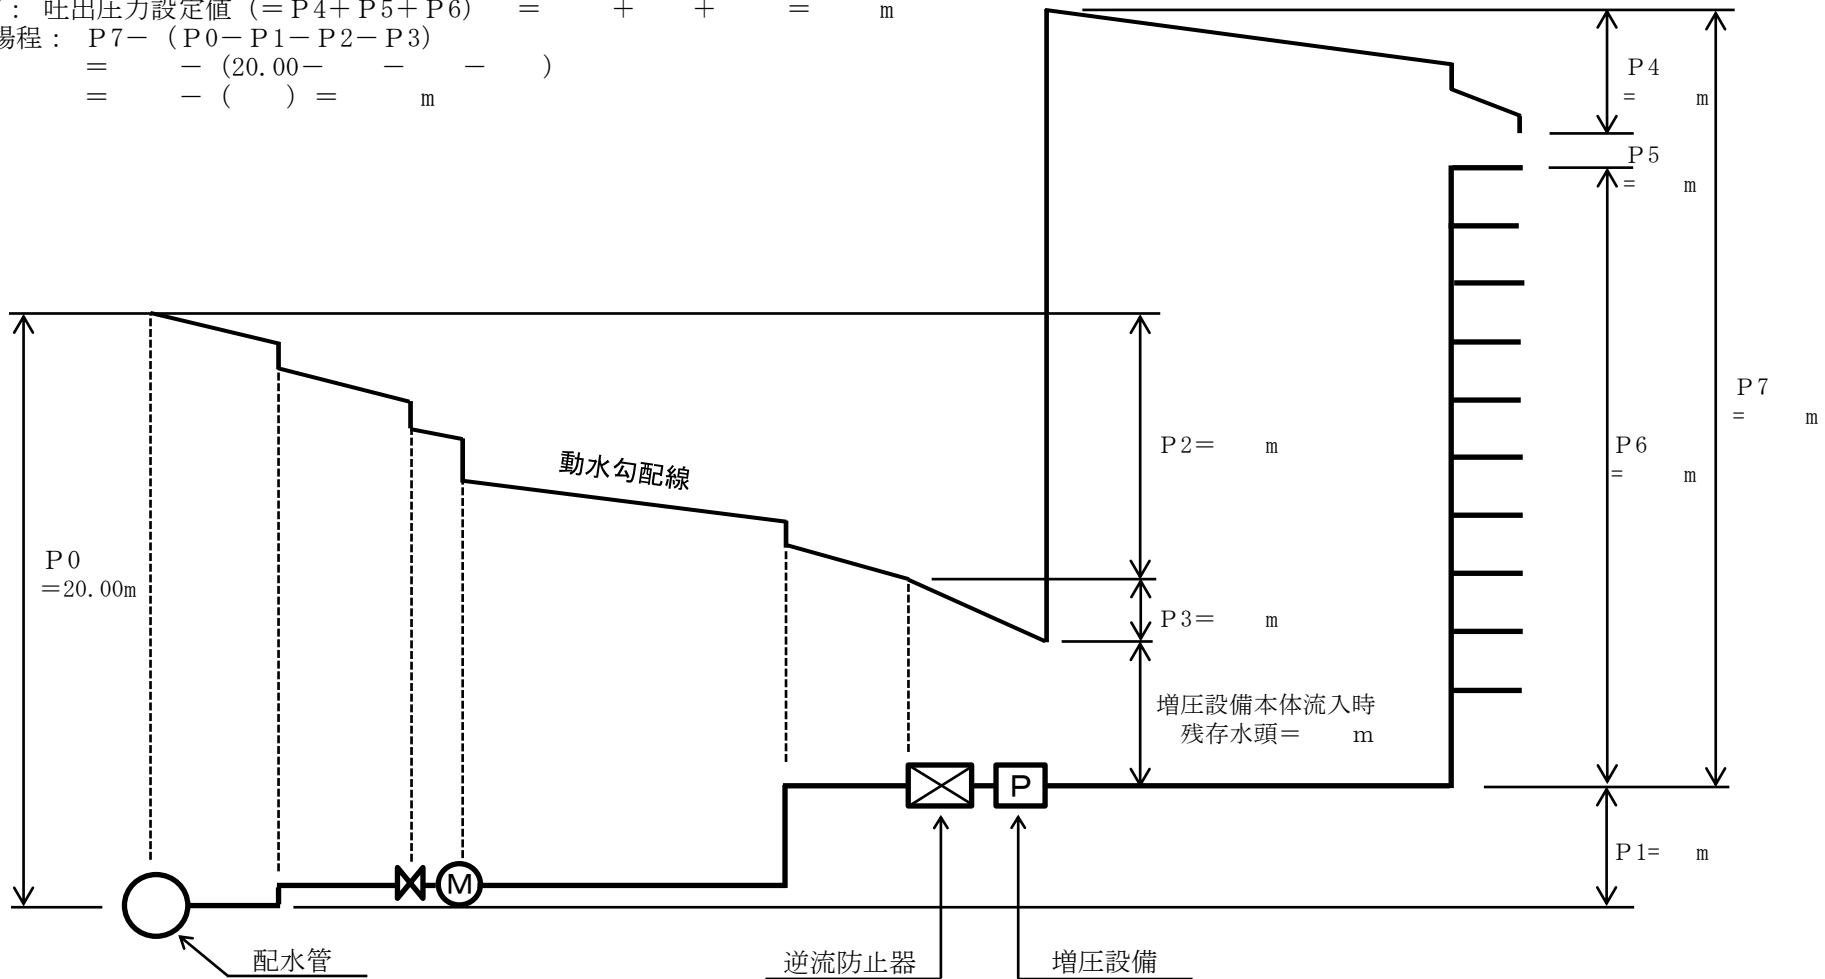 ：　吐出圧力設定値（＝Ｐ4＋Ｐ5＋Ｐ6）　＝　　＋　　＋　　＝　　ｍ
揚程：　Ｐ7－（Ｐ0－Ｐ1－Ｐ2－Ｐ3）
＝　　－（20.00－　　－　　－　　）
＝　　－（　　）＝　　ｍ
Ｐ4
＝　　ｍ
Ｐ5
＝　　ｍ
Ｐ7
＝　　ｍ
Ｐ2＝　　ｍ
Ｐ6
＝　　ｍ
動水勾配線
Ｐ0
＝20.00m
Ｐ3＝　　ｍ
増圧設備本体流入時
残存水頭＝　　ｍ
P
Ｐ1=　　ｍ
M
配水管
逆流防止器
増圧設備